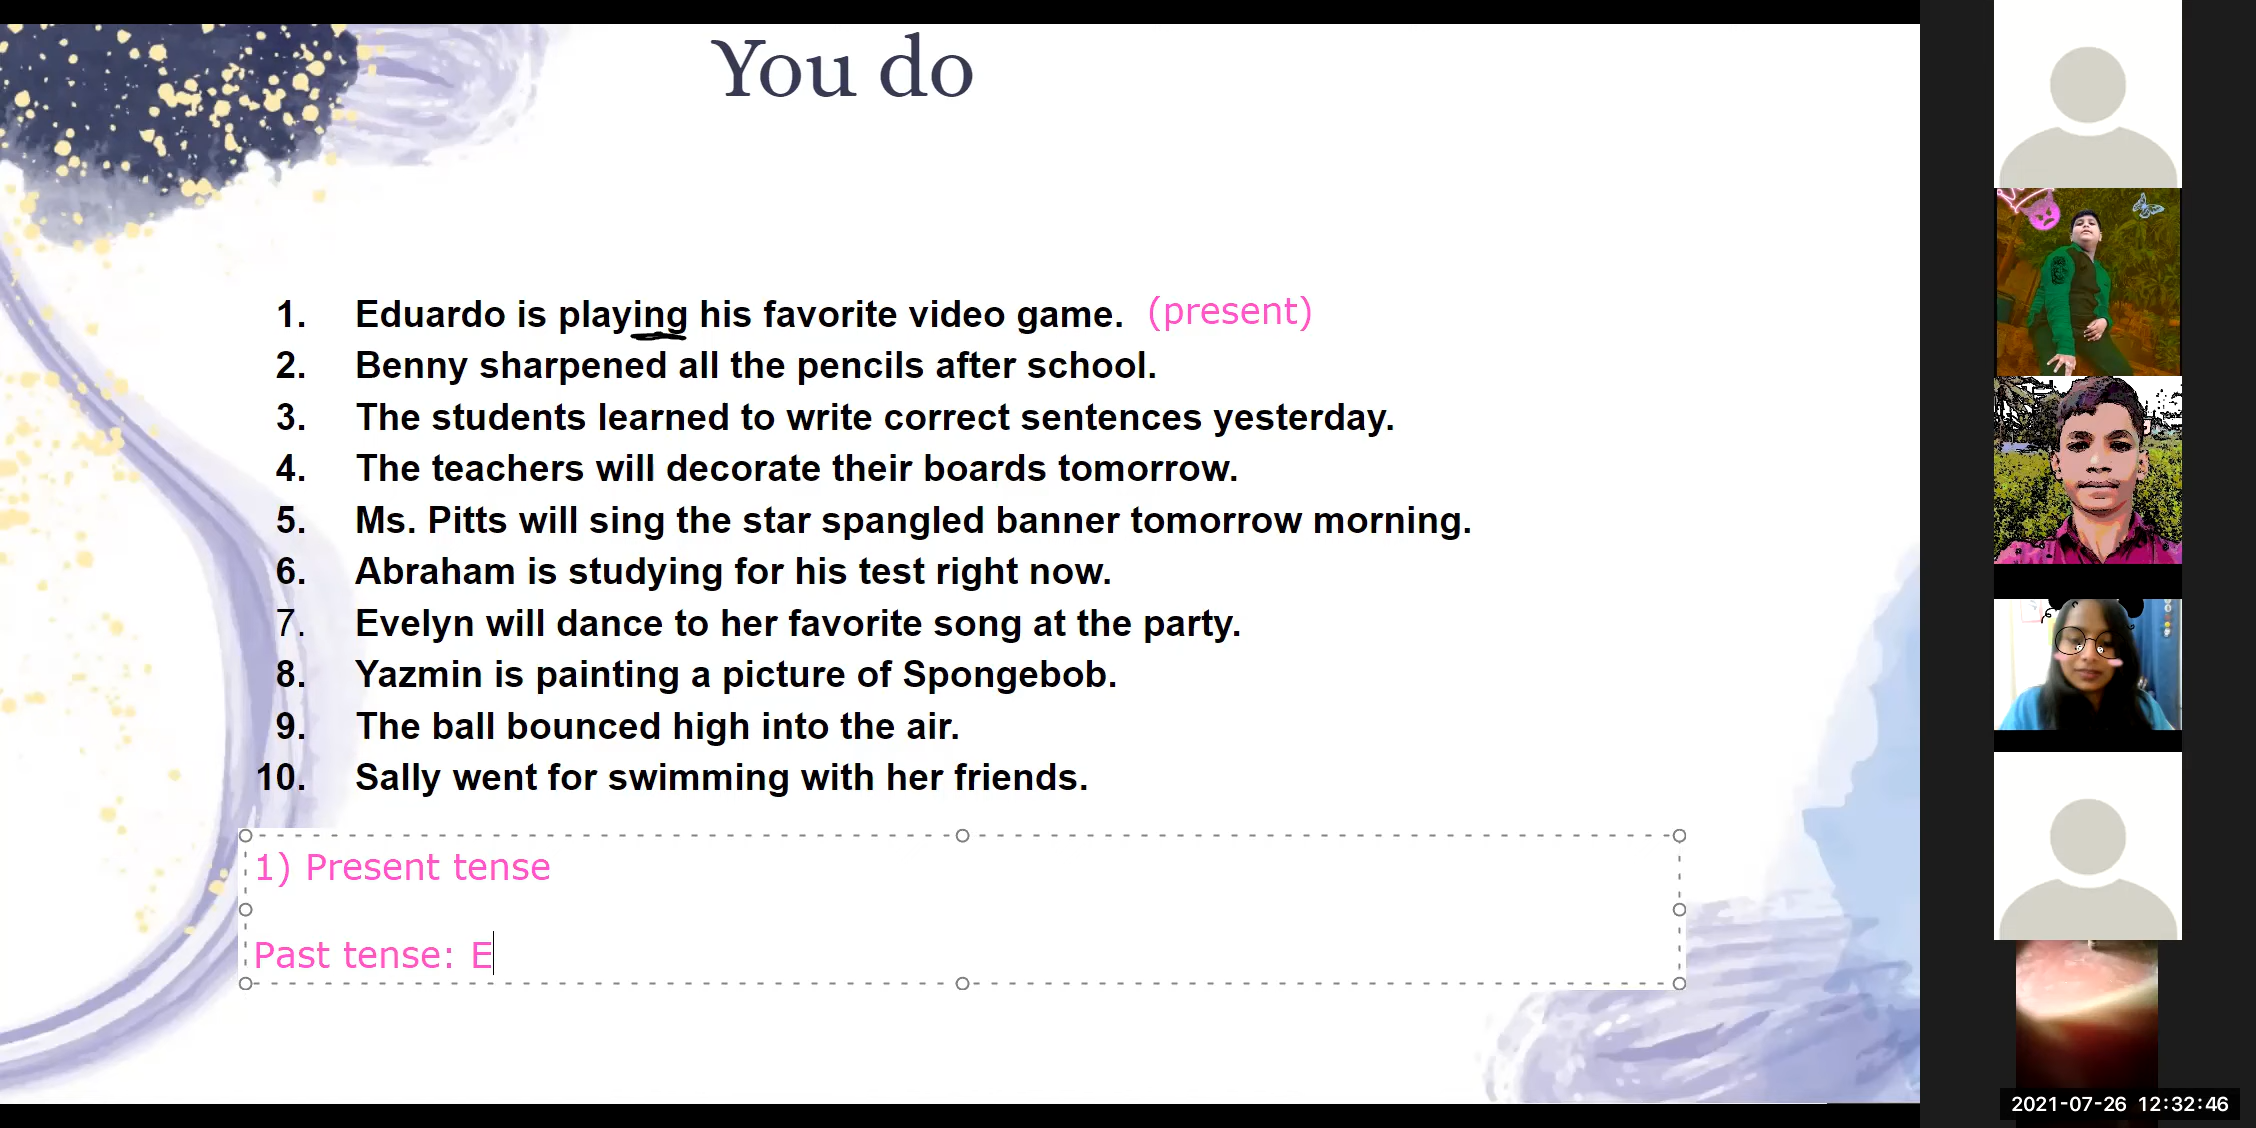 You do
1. Eduardo is playing his favorite video game. (present)
2. Benny sharpened all the pencils after school.
3. The students learned to write correct sentences yesterday.
4. The teachers will decorate their boards tomorrow.
5. Ms. Pitts will sing the star spangled banner tomorrow morning.
6. Abraham is studying for his test right now.
7. Evelyn will dance to her favorite song at the party.
8. Yazmin is painting a picture of Spongebob.
9. The ball bounced high into the air.
10. Sally went for swimming with her friends.
1) Present tense
Past tense: E
2021-07-26 12:32:46